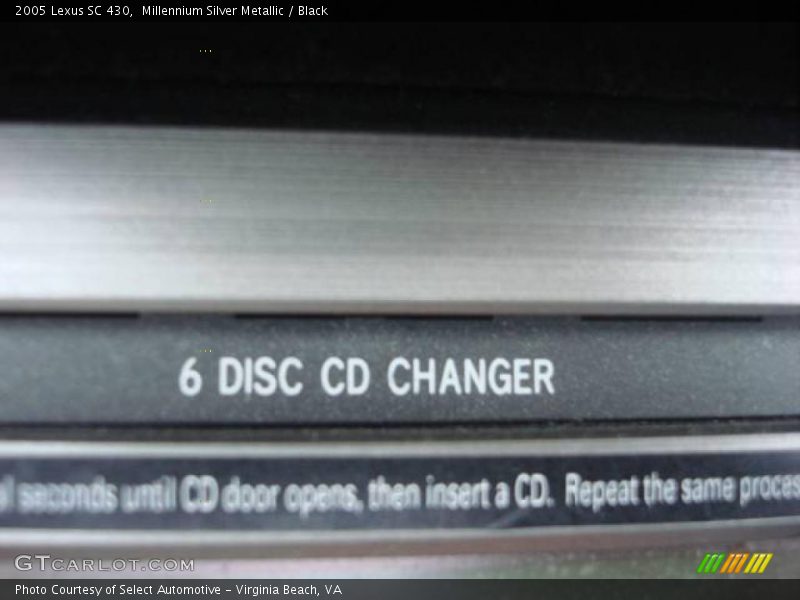 2005 Lexus SC 430,  Millennium Silver Metallic / Black
6 DISC CD CHANGER
seconds until CD door opens, then insert a CD.  Repeat the same proces
GTCARLOT.COM
Photo Courtesy of Select Automotive – Virginia Beach, VA